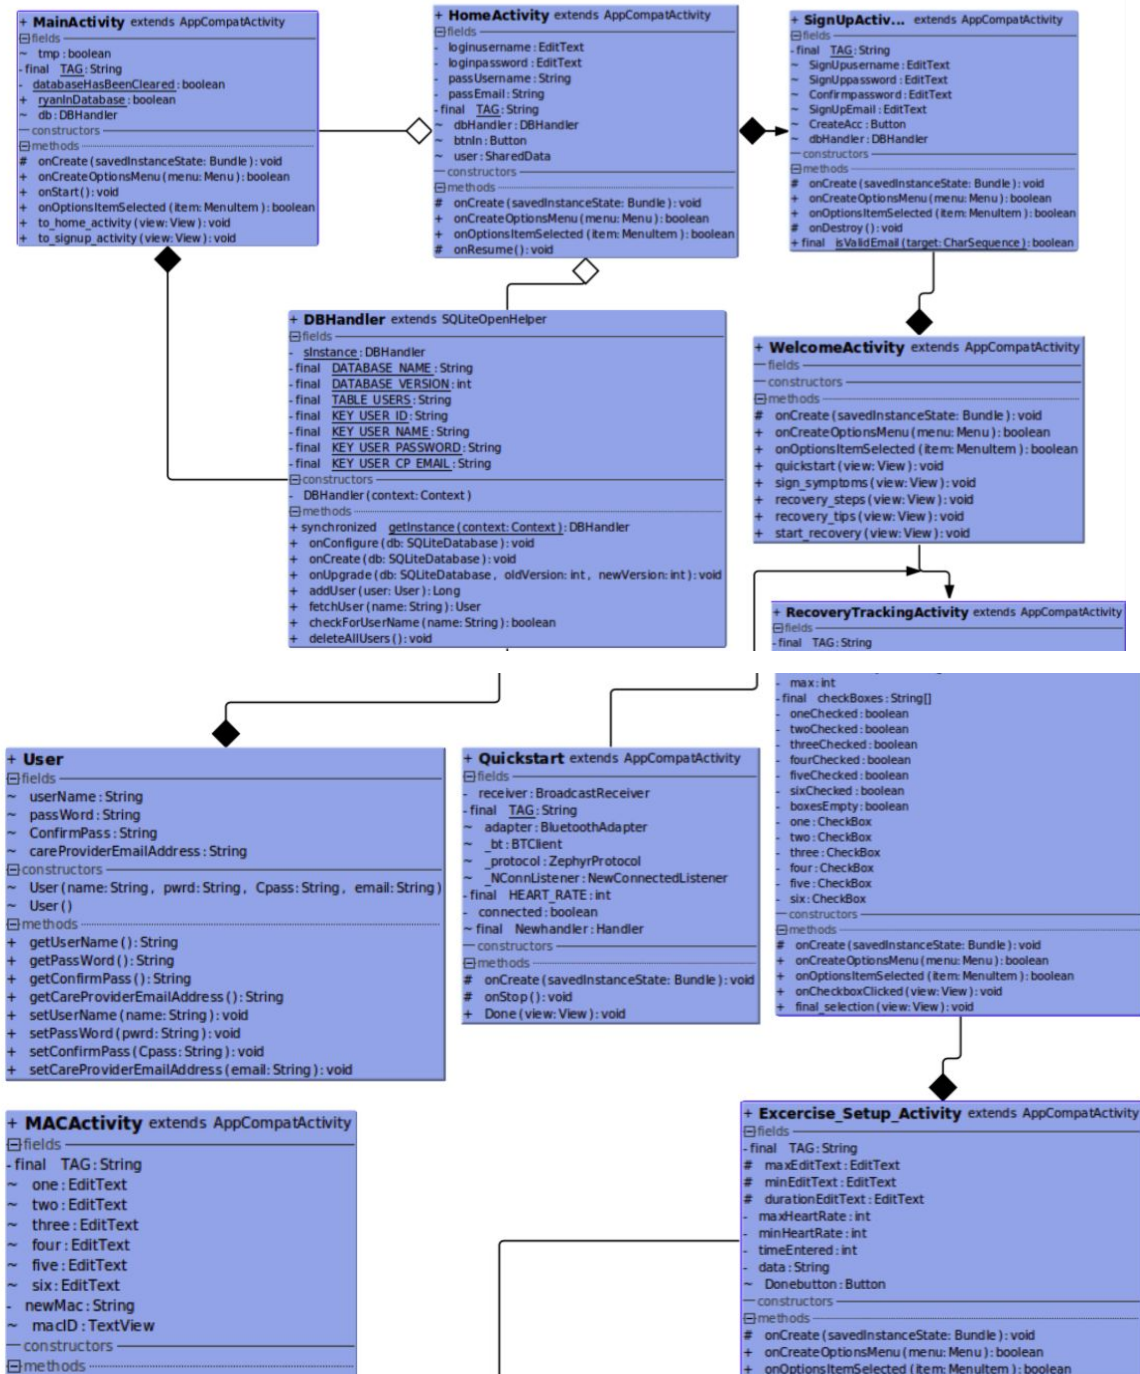 + MainActivity extends AppCompatActivity
fields
~ tmp : boolean
- final TAG : String
- databaseHasBeenCleared : boolean
+ ryanInDatabase : boolean
~ db : DBHandler
constructors
methods
# onCreate (savedInstanceState: Bundle) : void
+ onCreateOptionsMenu (menu: Menu) : boolean
+ onStart () : void
+ onOptionsItemSelected (item: MenuItem) : boolean
+ to_home_activity (view: View) : void
+ to_signup_activity (view: View) : void
+ HomeActivity extends AppCompatActivity
fields
- loginusername : EditText
- loginpassword : EditText
- passUsername : String
- passEmail : String
- final TAG : String
~ dbHandler : DBHandler
~ btnIn : Button
~ user : SharedData
constructors
methods
# onCreate (savedInstanceState: Bundle) : void
+ onCreateOptionsMenu (menu: Menu) : boolean
+ onOptionsItemSelected (item: MenuItem) : boolean
# onResume () : void
+ SignUpActiv... extends AppCompatActivity
fields
- final TAG : String
~ SignUpusername : EditText
~ SignUppassword : EditText
~ Confirmpassword : EditText
~ SignUpEmail : EditText
~ CreateAcc : Button
~ dbHandler : DBHandler
constructors
methods
# onCreate (savedInstanceState: Bundle) : void
+ onCreateOptionsMenu (menu: Menu) : boolean
+ onOptionsItemSelected (item: MenuItem) : boolean
# onDestroy () : void
+ final isValidEmail (target: CharSequence) : boolean
+ DBHandler extends SQLiteOpenHelper
fields
- sInstance : DBHandler
- final DATABASE_NAME : String
- final DATABASE_VERSION : int
- final TABLE_USERS : String
- final KEY_USER_ID : String
- final KEY_USER_NAME : String
- final KEY_USER_PASSWORD : String
- final KEY_USER_CP_EMAIL : String
constructors
- DBHandler (context: Context)
methods
+ synchronized getInstance (context: Context) : DBHandler
+ onConfigure (db: SQLiteDatabase) : void
+ onCreate (db: SQLiteDatabase) : void
+ onUpgrade (db: SQLiteDatabase, oldVersion: int, newVersion: int) : void
+ addUser (user: User) : Long
+ fetchUser (name: String) : User
+ checkForUserName (name: String) : boolean
+ deleteAllUsers () : void
+ WelcomeActivity extends AppCompatActivity
fields
constructors
methods
# onCreate (savedInstanceState: Bundle) : void
+ onCreateOptionsMenu (menu: Menu) : boolean
+ onOptionsItemSelected (item: MenuItem) : boolean
+ quickstart (view: View) : void
+ sign_symptoms (view: View) : void
+ recovery_steps (view: View) : void
+ recovery_tips (view: View) : void
+ start_recovery (view: View) : void
+ RecoveryTrackingActivity extends AppCompatActivity
fields
- final TAG : String
- max : int
- final checkBoxes : String[]
- oneChecked : boolean
- twoChecked : boolean
- threeChecked : boolean
- fourChecked : boolean
- fiveChecked : boolean
- sixChecked : boolean
- boxesEmpty : boolean
- one : CheckBox
- two : CheckBox
- three : CheckBox
- four : CheckBox
- five : CheckBox
- six : CheckBox
constructors
methods
# onCreate (savedInstanceState: Bundle) : void
+ onCreateOptionsMenu (menu: Menu) : boolean
+ onOptionsItemSelected (item: MenuItem) : boolean
+ onCheckboxClicked (view: View) : void
+ final_selection (view: View) : void
+ User
fields
~ userName : String
~ passWord : String
~ ConfirmPass : String
~ careProviderEmailAddress : String
constructors
~ User (name: String, pwrd: String, Cpass: String, email: String)
~ User ()
methods
+ getUserName () : String
+ getPassWord () : String
+ getConfirmPass () : String
+ getCareProviderEmailAddress () : String
+ setUserName (name: String) : void
+ setPassWord (pwrd: String) : void
+ setConfirmPass (Cpass: String) : void
+ setCareProviderEmailAddress (email: String) : void
+ Quickstart extends AppCompatActivity
fields
- receiver : BroadcastReceiver
- final TAG : String
~ adapter : BluetoothAdapter
~ _bt : BTClient
~ _protocol : ZephyrProtocol
~ _NConnListener : NewConnectedListener
- final HEART_RATE : int
- connected : boolean
~ final Newhandler : Handler
constructors
methods
# onCreate (savedInstanceState: Bundle) : void
# onStop () : void
+ Done (view: View) : void
+ MACActivity extends AppCompatActivity
fields
- final TAG : String
~ one : EditText
~ two : EditText
~ three : EditText
~ four : EditText
~ five : EditText
~ six : EditText
- newMac : String
~ macID : TextView
constructors
methods
+ Excercise_Setup_Activity extends AppCompatActivity
fields
- final TAG : String
# maxEditText : EditText
# minEditText : EditText
# durationEditText : EditText
- maxHeartRate : int
- minHeartRate : int
- timeEntered : int
- data : String
~ Donebutton : Button
constructors
methods
# onCreate (savedInstanceState: Bundle) : void
+ onCreateOptionsMenu (menu: Menu) : boolean
+ onOptionsItemSelected (item: MenuItem) : boolean